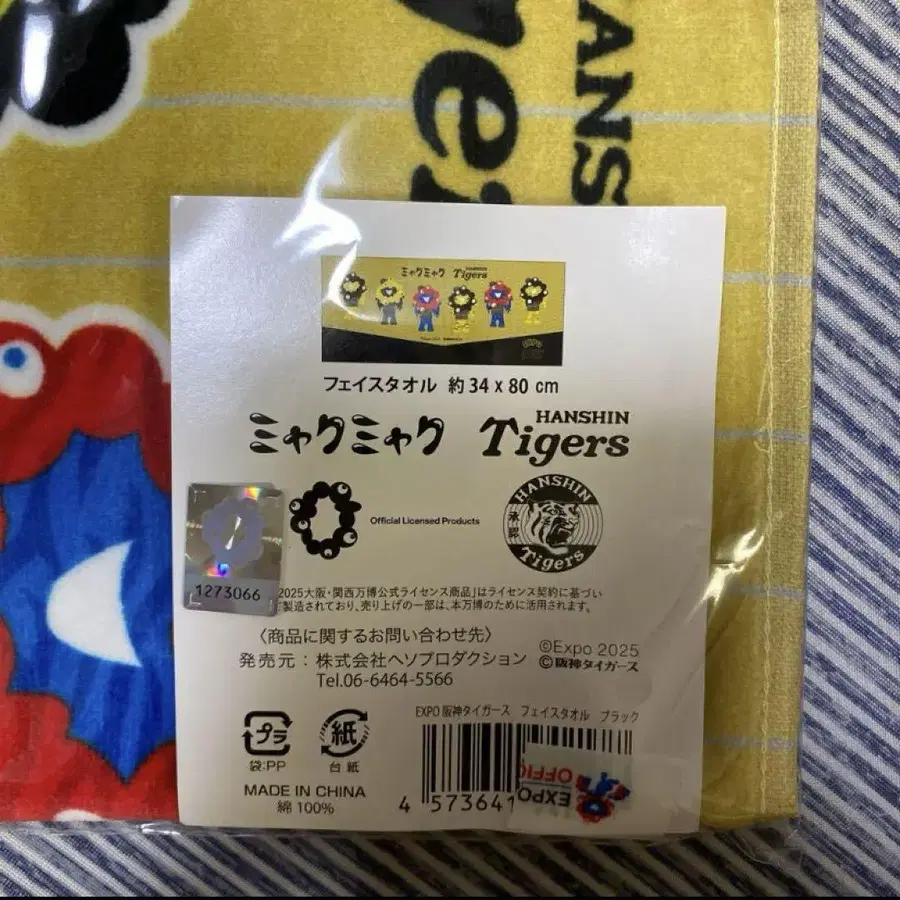 HANS
ミャクミャク HANSHIN Tigers
フェイスタオル 約 34 x 80 cm
ミャクミャク HANSHIN Tigers
Official Licensed Products
HANSHIN
Tigers
1273066
2025大阪・関西万博公式ライセンス商品」はライセンス契約に基づい
製造されており、売り上げの一部は、本万博のために活用されます。
〈商品に関するお問い合わせ先〉
発売元：株式会社ヘソプロダクション
Tel.06-6464-5566
©Expo 2025
©阪神タイガース
EXPO 阪神タイガース フェイスタオル ブラック
プラ
袋:PP
紙
台紙
MADE IN CHINA
綿 100%
4 573641
EXPO
OFFIC